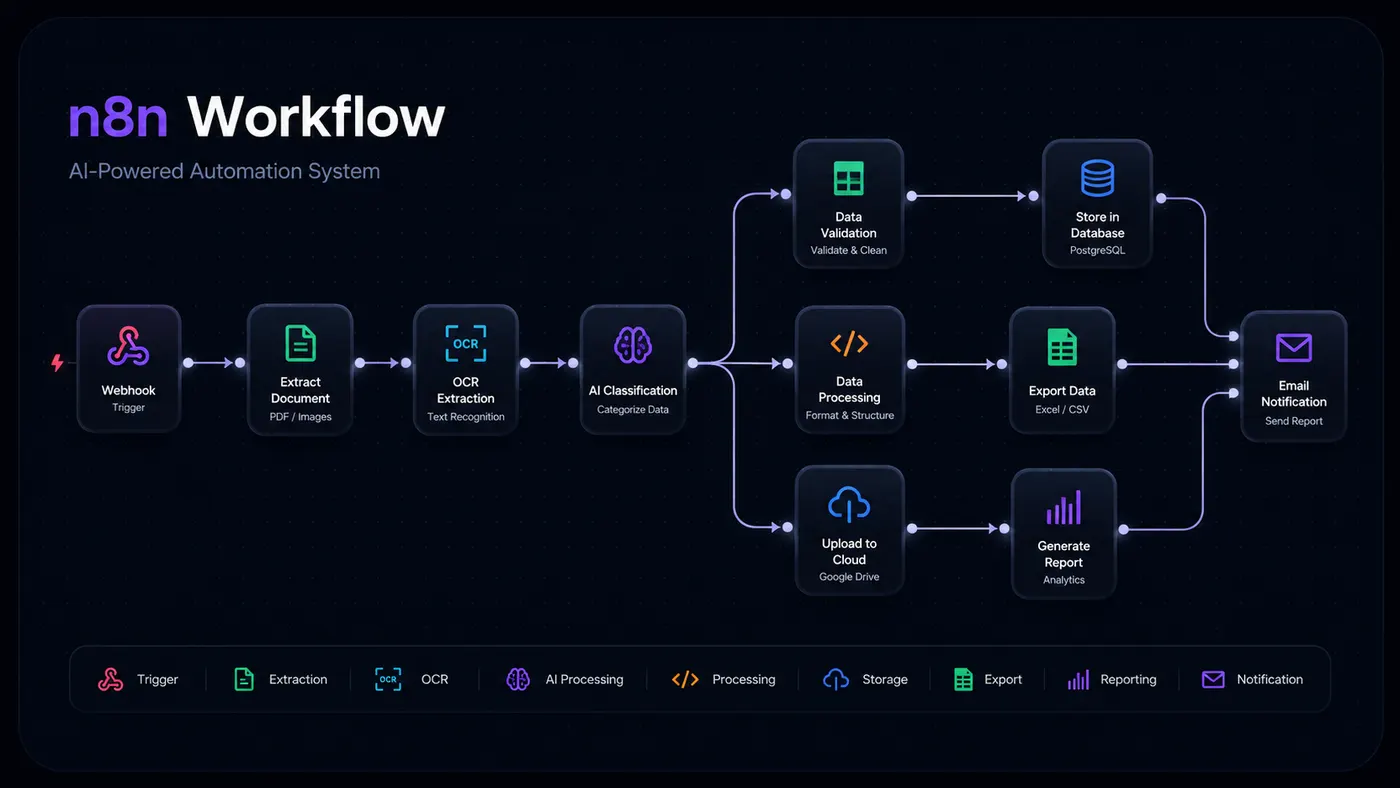 n8n Workflow
AI-Powered Automation System
Webhook
Trigger
Extract
Document
PDF / Images
OCR
OCR
Extraction
Text Recognition
AI Classification
Categorize Data
Data
Validation
Validate & Clean
Store in
Database
PostgreSQL
Data
Processing
Format & Structure
Export Data
Excel / CSV
Upload to
Cloud
Google Drive
Generate
Report
Analytics
Email
Notification
Send Report
Trigger
Extraction
OCR
OCR
AI Processing
Processing
Storage
Export
Reporting
Notification